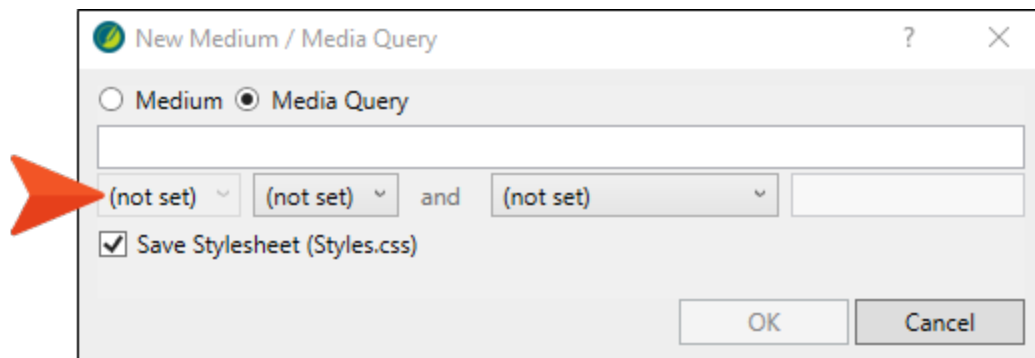 New Medium / Media Query ?
Medium Media Query
(not set) (not set) and (not set)
Save Stylesheet (Styles.css)
OK Cancel